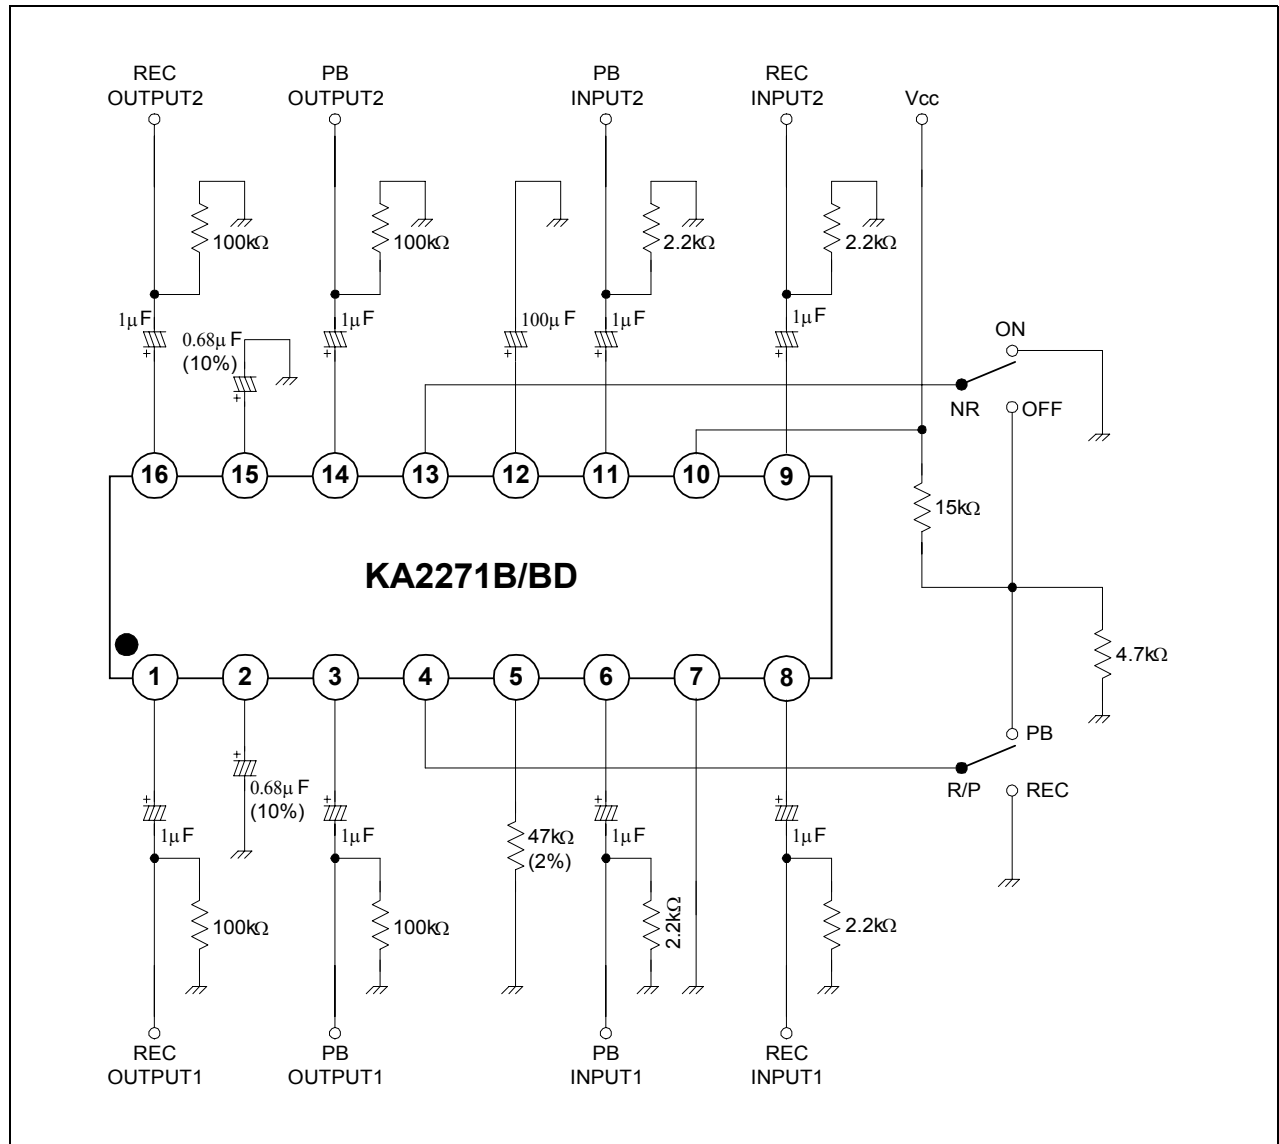 REC
OUTPUT2
PB
OUTPUT2
PB
INPUT2
REC
INPUT2
Vcc
100kΩ
100kΩ
2.2kΩ
2.2kΩ
1μF
0.68μF
(10%)
1μF
100μF
1μF
1μF
ON
NR
OFF
+
+
+
+
+
+
16
15
14
13
12
11
10
9
15kΩ
KA2271B/BD
4.7kΩ
1
2
3
4
5
6
7
8
PB
R/P
REC
+
+
+
+
+
0.68μF
(10%)
1μF
1μF
47kΩ
(2%)
1μF
1μF
100kΩ
100kΩ
2.2kΩ
2.2kΩ
REC
OUTPUT1
PB
OUTPUT1
PB
INPUT1
REC
INPUT1